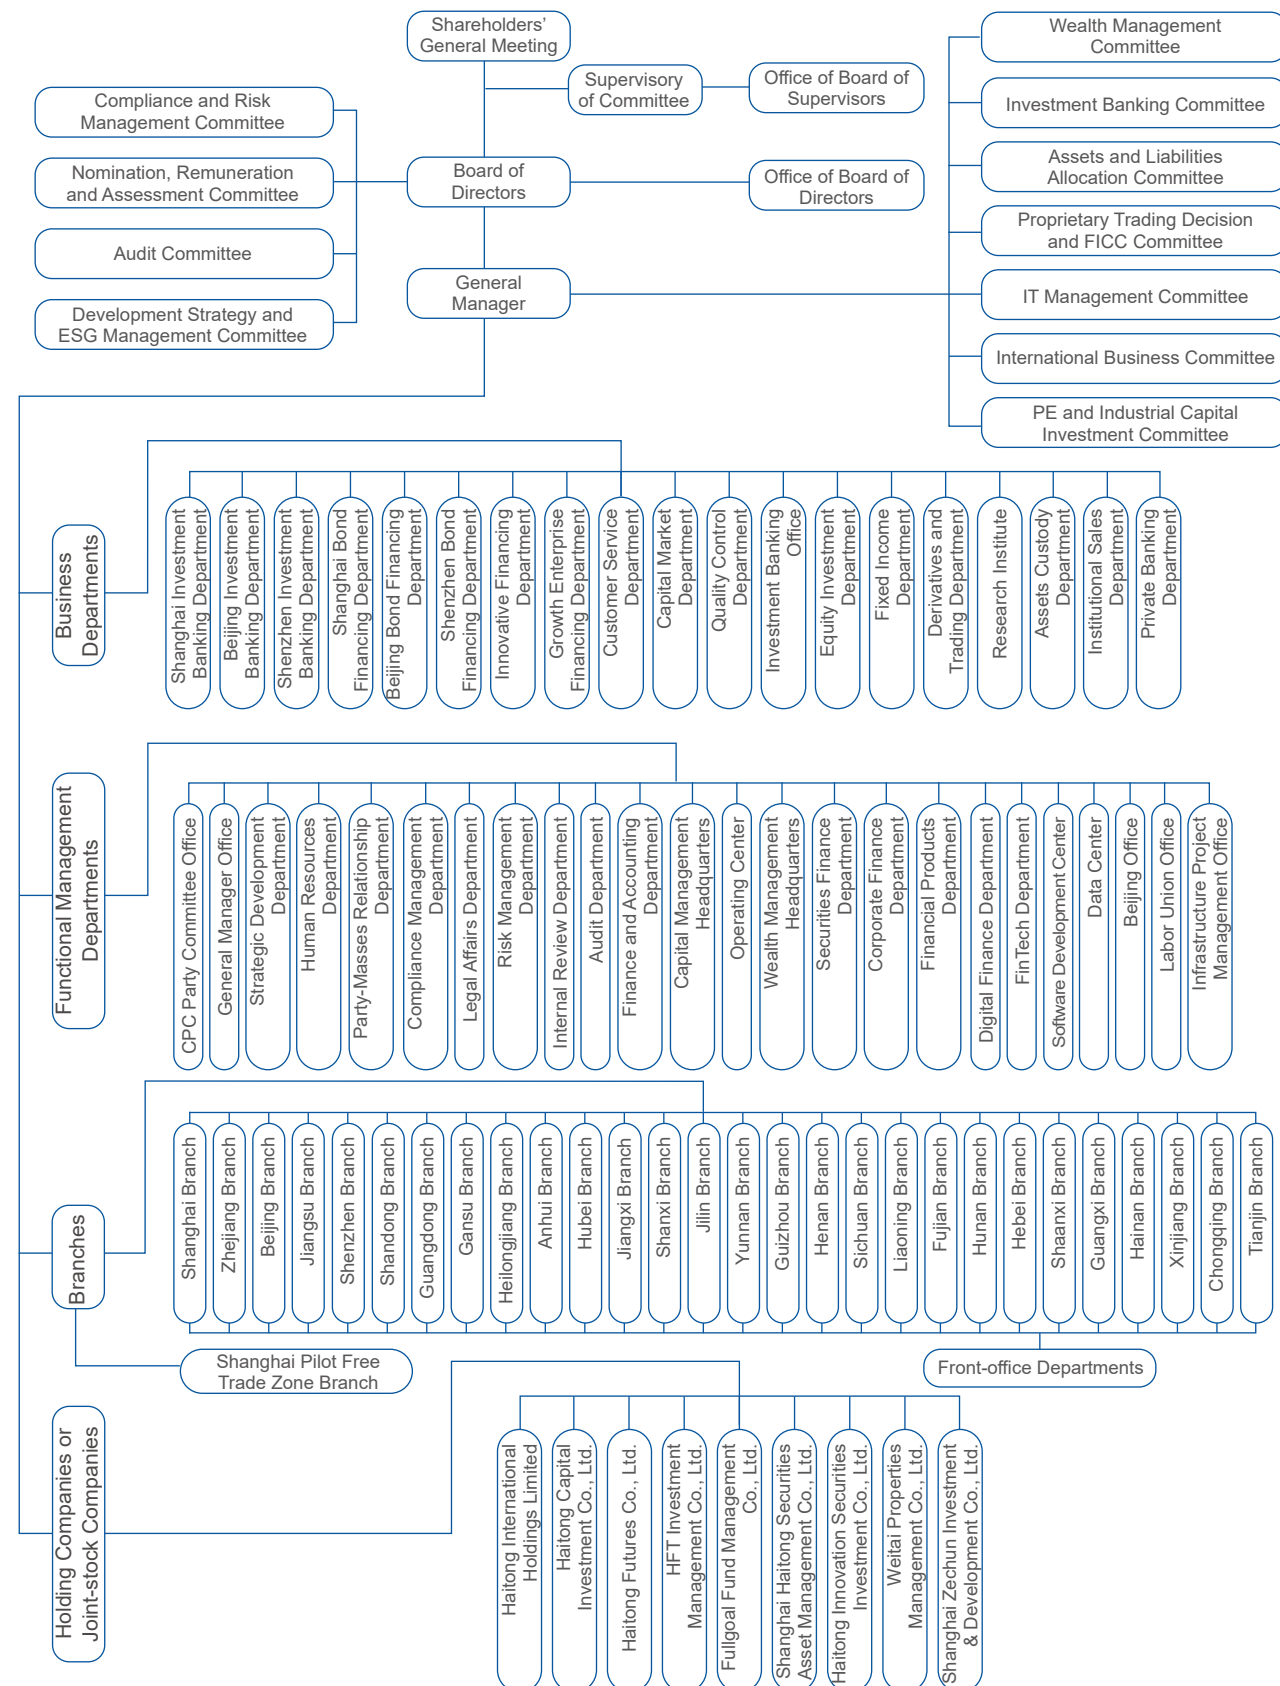 Shareholders'
General Meeting
Supervisory
of Committee
Office of Board of
Supervisors
Compliance and Risk
Management Committee
Nomination, Remuneration
and Assessment Committee
Audit Committee
Development Strategy and
ESG Management Committee
Board of
Directors
Office of Board of
Directors
General
Manager
Wealth Management
Committee
Investment Banking Committee
Assets and Liabilities
Allocation Committee
Proprietary Trading Decision
and FICC Committee
IT Management Committee
International Business Committee
PE and Industrial Capital
Investment Committee
Business
Departments
Shanghai Investment
Banking Department
Beijing Investment
Banking Department
Shenzhen Investment
Banking Department
Shanghai Bond
Financing Department
Beijing Bond Financing
Department
Shenzhen Bond
Financing Department
Innovative Financing
Department
Growth Enterprise
Financing Department
Customer Service
Department
Capital Market
Department
Quality Control
Department
Investment Banking
Office
Equity Investment
Department
Fixed Income
Department
Derivatives and
Trading Department
Research Institute
Assets Custody
Department
Institutional Sales
Department
Private Banking
Department
Functional Management
Departments
CPC Party Committee Office
General Manager Office
Strategic Development
Department
Human Resources
Department
Party-Masses Relationship
Department
Compliance Management
Department
Legal Affairs Department
Risk Management
Department
Internal Review Department
Audit Department
Finance and Accounting
Department
Capital Management
Headquarters
Operating Center
Wealth Management
Headquarters
Securities Finance
Department
Corporate Finance
Department
Financial Products
Department
Digital Finance Department
FinTech Department
Software Development Center
Data Center
Beijing Office
Labor Union Office
Infrastructure Project
Management Office
Branches
Shanghai Branch
Zhejiang Branch
Beijing Branch
Jiangsu Branch
Shenzhen Branch
Shandong Branch
Guangdong Branch
Gansu Branch
Heilongjiang Branch
Anhui Branch
Hubei Branch
Jiangxi Branch
Shanxi Branch
Jilin Branch
Yunnan Branch
Guizhou Branch
Henan Branch
Sichuan Branch
Liaoning Branch
Fujian Branch
Hunan Branch
Hebei Branch
Shaanxi Branch
Guangxi Branch
Hainan Branch
Xinjiang Branch
Chongqing Branch
Tianjin Branch
Shanghai Pilot Free
Trade Zone Branch
Front-office Departments
Holding Companies or
Joint-stock Companies
Haitong International
Holdings Limited
Haitong Capital
Investment Co., Ltd.
Haitong Futures Co., Ltd.
HFT Investment
Management Co., Ltd.
Fullgoal Fund Management
Co., Ltd.
Shanghai Haitong Securities
Asset Management Co., Ltd.
Haitong Innovation Securities
Investment Co., Ltd.
Weitai Properties
Management Co., Ltd.
Shanghai Zechun Investment
& Development Co., Ltd.